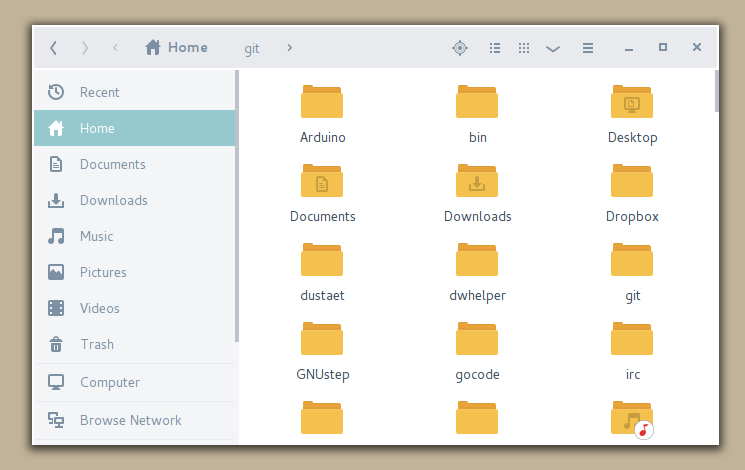 Home git
Recent
Home
Documents
Downloads
Music
Pictures
Videos
Trash
Computer
Browse Network
Arduino bin Desktop
Documents Downloads Dropbox
dustaet dwhelper git
GNUstep gocode irc